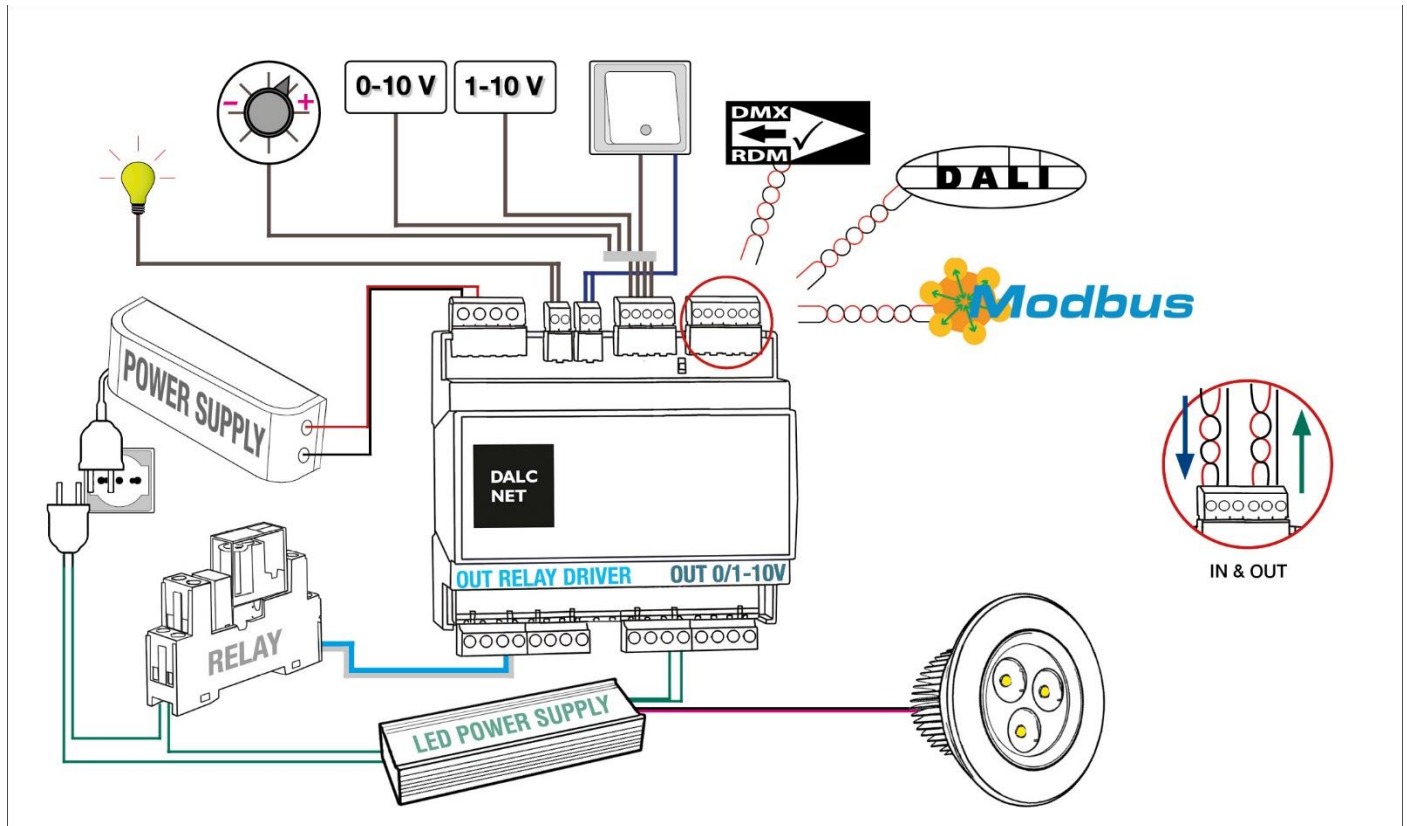 - +
0-10 V
1-10 V
DMX
RDM
DALI
Modbus
POWER SUPPLY
DALC
NET
OUT RELAY DRIVER
OUT 0/1-10V
IN & OUT
RELAY
LED POWER SUPPLY